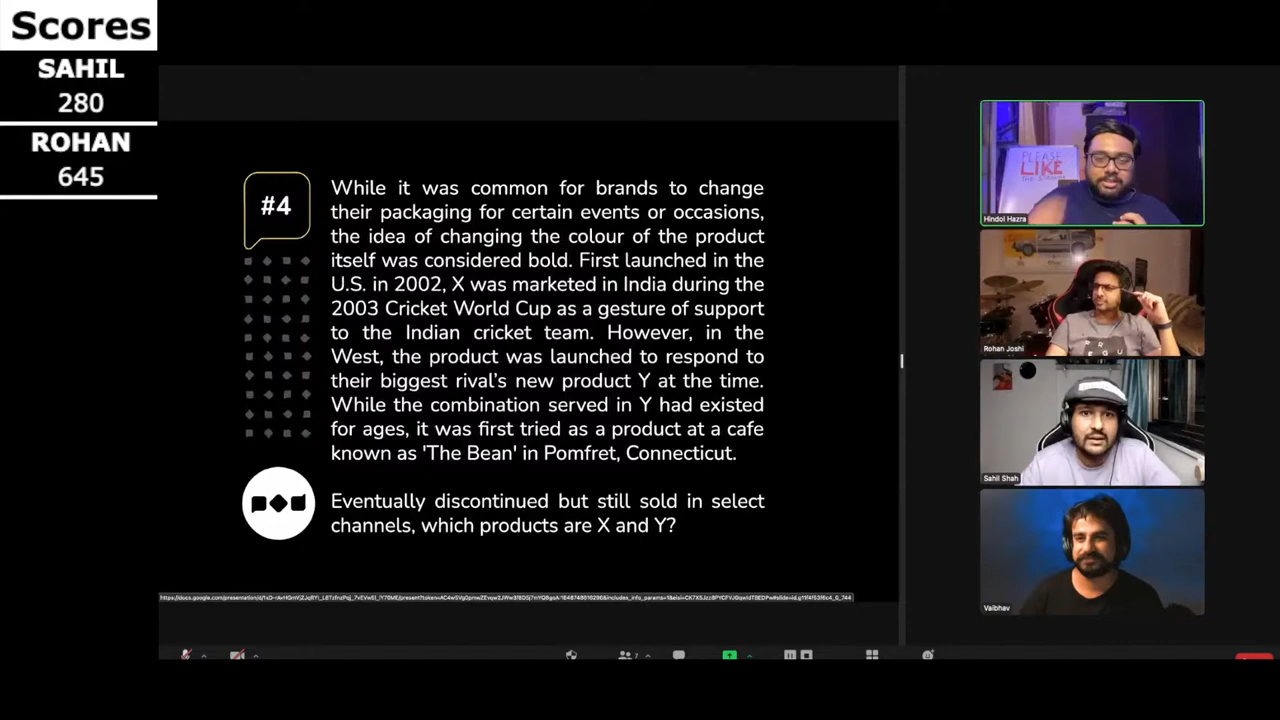 Scores
SAHIL
280
ROHAN
645
#4
While it was common for brands to change
their packaging for certain events or occasions,
the idea of changing the colour of the product
itself was considered bold. First launched in the
U.S. in 2002, X was marketed in India during the
2003 Cricket World Cup as a gesture of support
to the Indian cricket team. However, in the
West, the product was launched to respond to
their biggest rival's new product Y at the time.
While the combination served in Y had existed
for ages, it was first tried as a product at a cafe
known as 'The Bean' in Pomfret, Connecticut.
Eventually discontinued but still sold in select
channels, which products are X and Y?
PLEASE
LIKE
Hindol Hazra
Rohan Joshi
Sahil Shah
Vaibhav